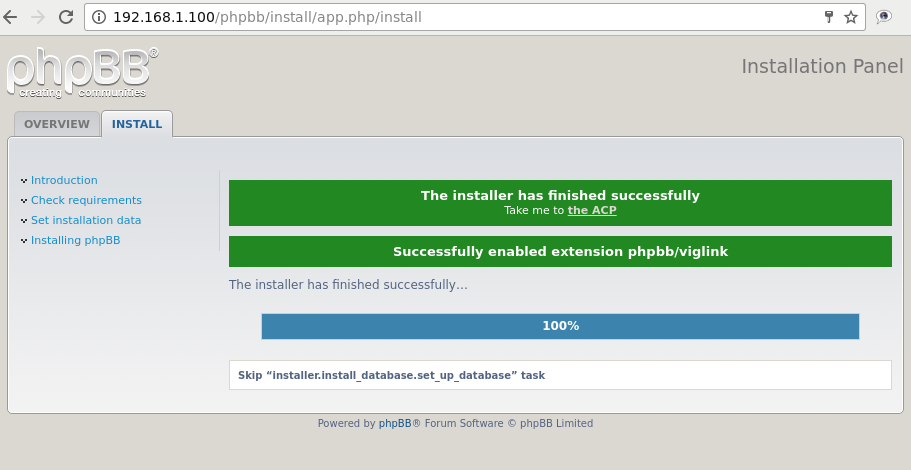 192.168.1.100/phpbb/install/app.php/install
phpBB®
creating communities
Installation Panel
OVERVIEW
INSTALL
Introduction
Check requirements
Set installation data
Installing phpBB
The installer has finished successfully
Take me to the ACP
Successfully enabled extension phpbb/viglink
The installer has finished successfully…
100%
Skip “installer.install_database.set_up_database” task
Powered by phpBB® Forum Software © phpBB Limited